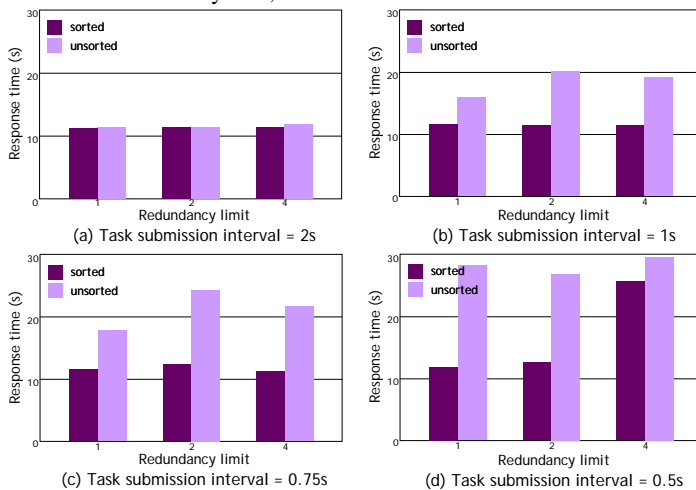 30
sorted
unsorted
20
Response time (s)
10
0
1
2
4
Redundancy limit
(a) Task submission interval = 2s
30
sorted
unsorted
20
Response time (s)
10
0
1
2
4
Redundancy limit
(b) Task submission interval = 1s
30
sorted
unsorted
20
Response time (s)
10
0
1
2
4
Redundancy limit
(c) Task submission interval = 0.75s
30
sorted
unsorted
20
Response time (s)
10
0
1
2
4
Redundancy limit
(d) Task submission interval = 0.5s